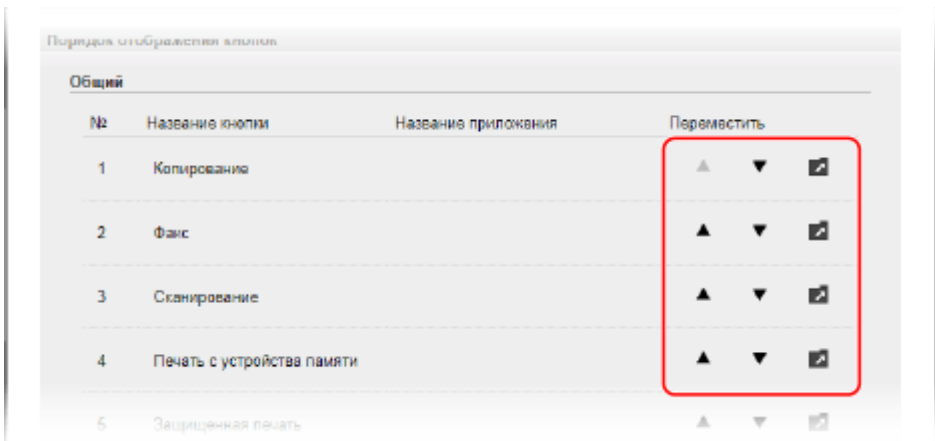 Порядок отображения кнопок
Общий
№ Название кнопки Название приложения Переместить
1 Копирование
2 Факс
3 Сканирование
4 Печать с устройства памяти
5 Защищенная печать